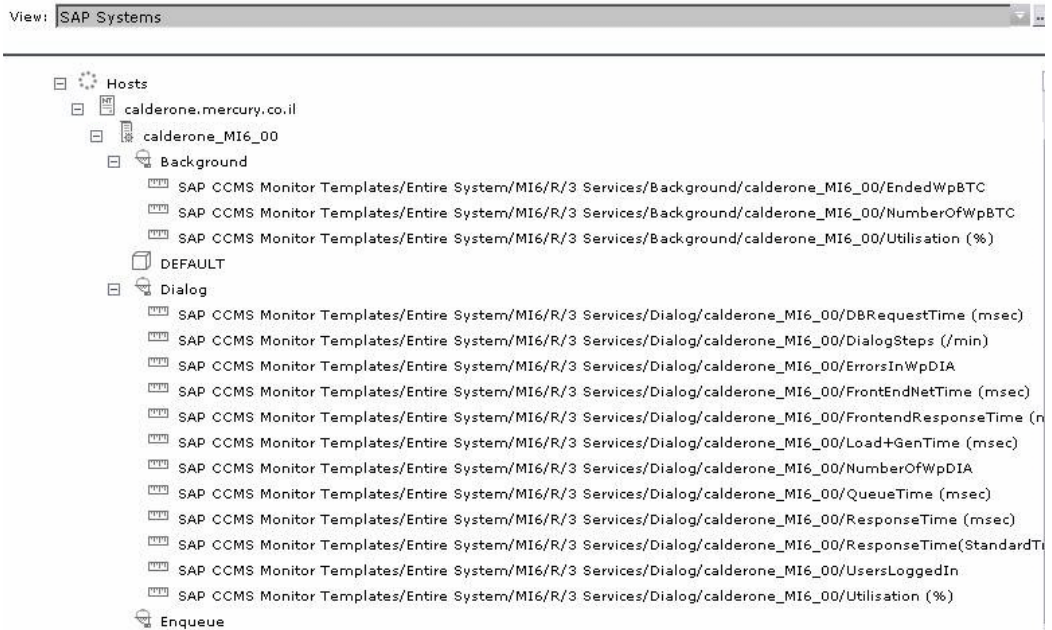 View: SAP Systems
Hosts
calderone.mercury.co.il
calderone_MI6_00
Background
SAP CCMS Monitor Templates/Entire System/MI6/R/3 Services/Background/calderone_MI6_00/EndedWpBTC
SAP CCMS Monitor Templates/Entire System/MI6/R/3 Services/Background/calderone_MI6_00/NumberOfWpBTC
SAP CCMS Monitor Templates/Entire System/MI6/R/3 Services/Background/calderone_MI6_00/Utilisation (%)
DEFAULT
Dialog
SAP CCMS Monitor Templates/Entire System/MI6/R/3 Services/Dialog/calderone_MI6_00/DBRequestTime (msec)
SAP CCMS Monitor Templates/Entire System/MI6/R/3 Services/Dialog/calderone_MI6_00/DialogSteps (/min)
SAP CCMS Monitor Templates/Entire System/MI6/R/3 Services/Dialog/calderone_MI6_00/ErrorsInWpDIA
SAP CCMS Monitor Templates/Entire System/MI6/R/3 Services/Dialog/calderone_MI6_00/FrontEndNetTime (msec)
SAP CCMS Monitor Templates/Entire System/MI6/R/3 Services/Dialog/calderone_MI6_00/FrontendResponseTime (
SAP CCMS Monitor Templates/Entire System/MI6/R/3 Services/Dialog/calderone_MI6_00/Load+GenTime (msec)
SAP CCMS Monitor Templates/Entire System/MI6/R/3 Services/Dialog/calderone_MI6_00/NumberOfWpDIA
SAP CCMS Monitor Templates/Entire System/MI6/R/3 Services/Dialog/calderone_MI6_00/QueueTime (msec)
SAP CCMS Monitor Templates/Entire System/MI6/R/3 Services/Dialog/calderone_MI6_00/ResponseTime (msec)
SAP CCMS Monitor Templates/Entire System/MI6/R/3 Services/Dialog/calderone_MI6_00/ResponseTime(StandardT
SAP CCMS Monitor Templates/Entire System/MI6/R/3 Services/Dialog/calderone_MI6_00/UsersLoggedIn
SAP CCMS Monitor Templates/Entire System/MI6/R/3 Services/Dialog/calderone_MI6_00/Utilisation (%)
Enqueue